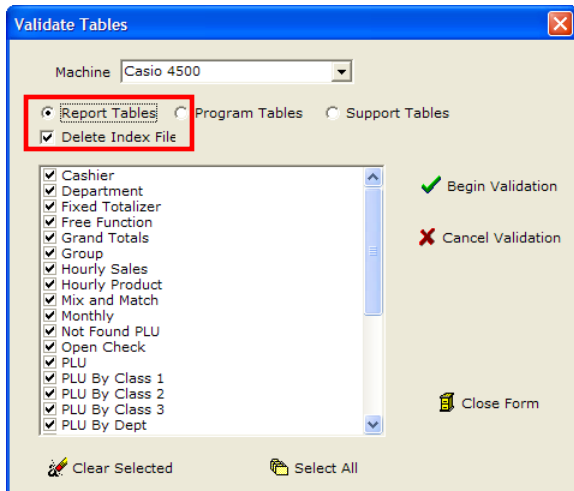 Validate Tables
Machine Casio 4500
Report Tables Program Tables Support Tables
Delete Index File
Cashier
Department
Fixed Totalizer
Free Function
Grand Totals
Group
Hourly Sales
Hourly Product
Mix and Match
Monthly
Not Found PLU
Open Check
PLU
PLU By Class 1
PLU By Class 2
PLU By Class 3
PLU By Dept
Begin Validation
Cancel Validation
Close Form
Clear Selected Select All